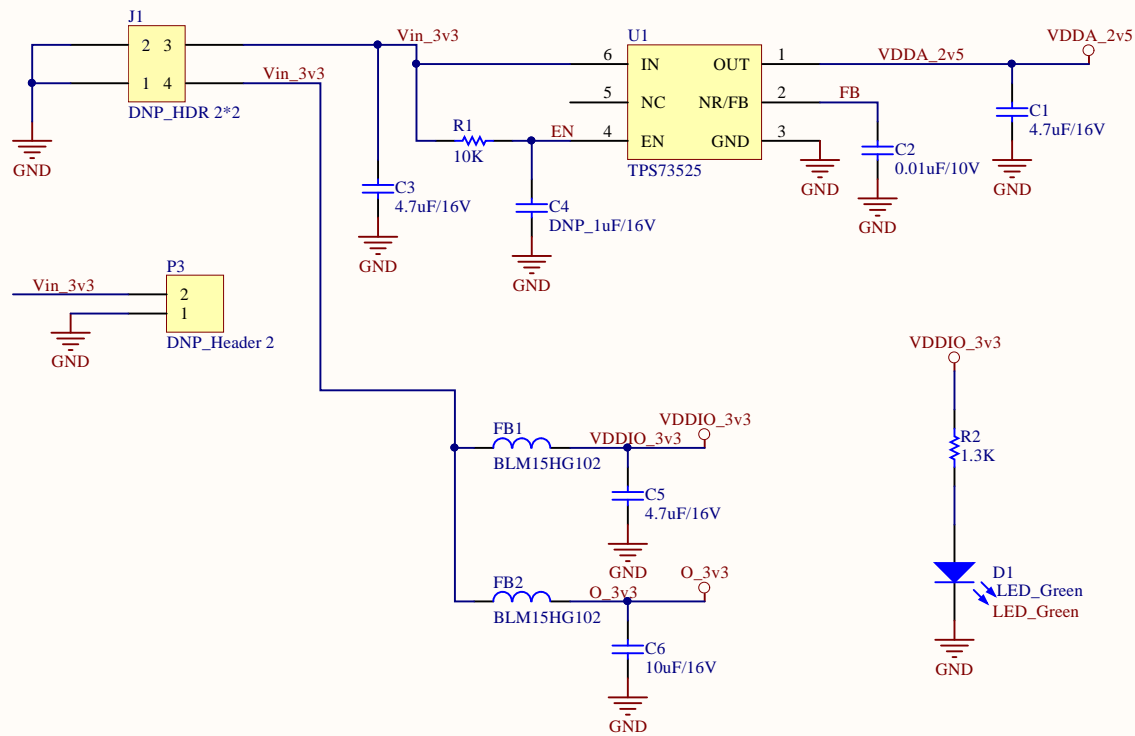 J1
2 3
1 4
DNP_HDR 2*2
GND
Vin_3v3
Vin_3v3
C3
4.7uF/16V
GND
R1
10K
EN
C4
DNP_1uF/16V
GND
U1
6 IN OUT 1
5 NC NR/FB 2
4 EN GND 3
TPS73525
VDDA_2v5
VDDA_2v5
FB
GND
C2
0.01uF/10V
GND
C1
4.7uF/16V
GND
P3
Vin_3v3
2
1
DNP_Header 2
GND
FB1
BLM15HG102
VDDIO_3v3
VDDIO_3v3
C5
4.7uF/16V
GND
FB2
BLM15HG102
O_3v3
O_3v3
C6
10uF/16V
GND
VDDIO_3v3
R2
1.3K
D1
LED_Green
LED_Green
GND